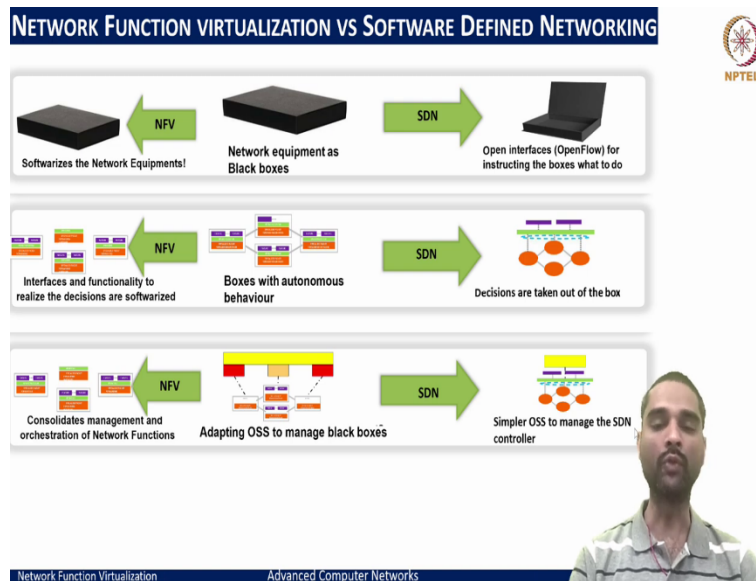 NETWORK FUNCTION VIRTUALIZATION VS SOFTWARE DEFINED NETWORKING
NPTEL
NFV
SDN
Softwarizes the Network Equipments!
Network equipment as
Black boxes
Open interfaces (OpenFlow) for
instructing the boxes what to do
NFV
SDN
Interfaces and functionality to
realize the decisions are softwarized
Boxes with autonomous
behaviour
Decisions are taken out of the box
NFV
SDN
Consolidates management and
orchestration of Network Functions
Adapting OSS to manage black boxes
Simpler OSS to manage the SDN
controller
Network Function Virtualization
Advanced Computer Networks